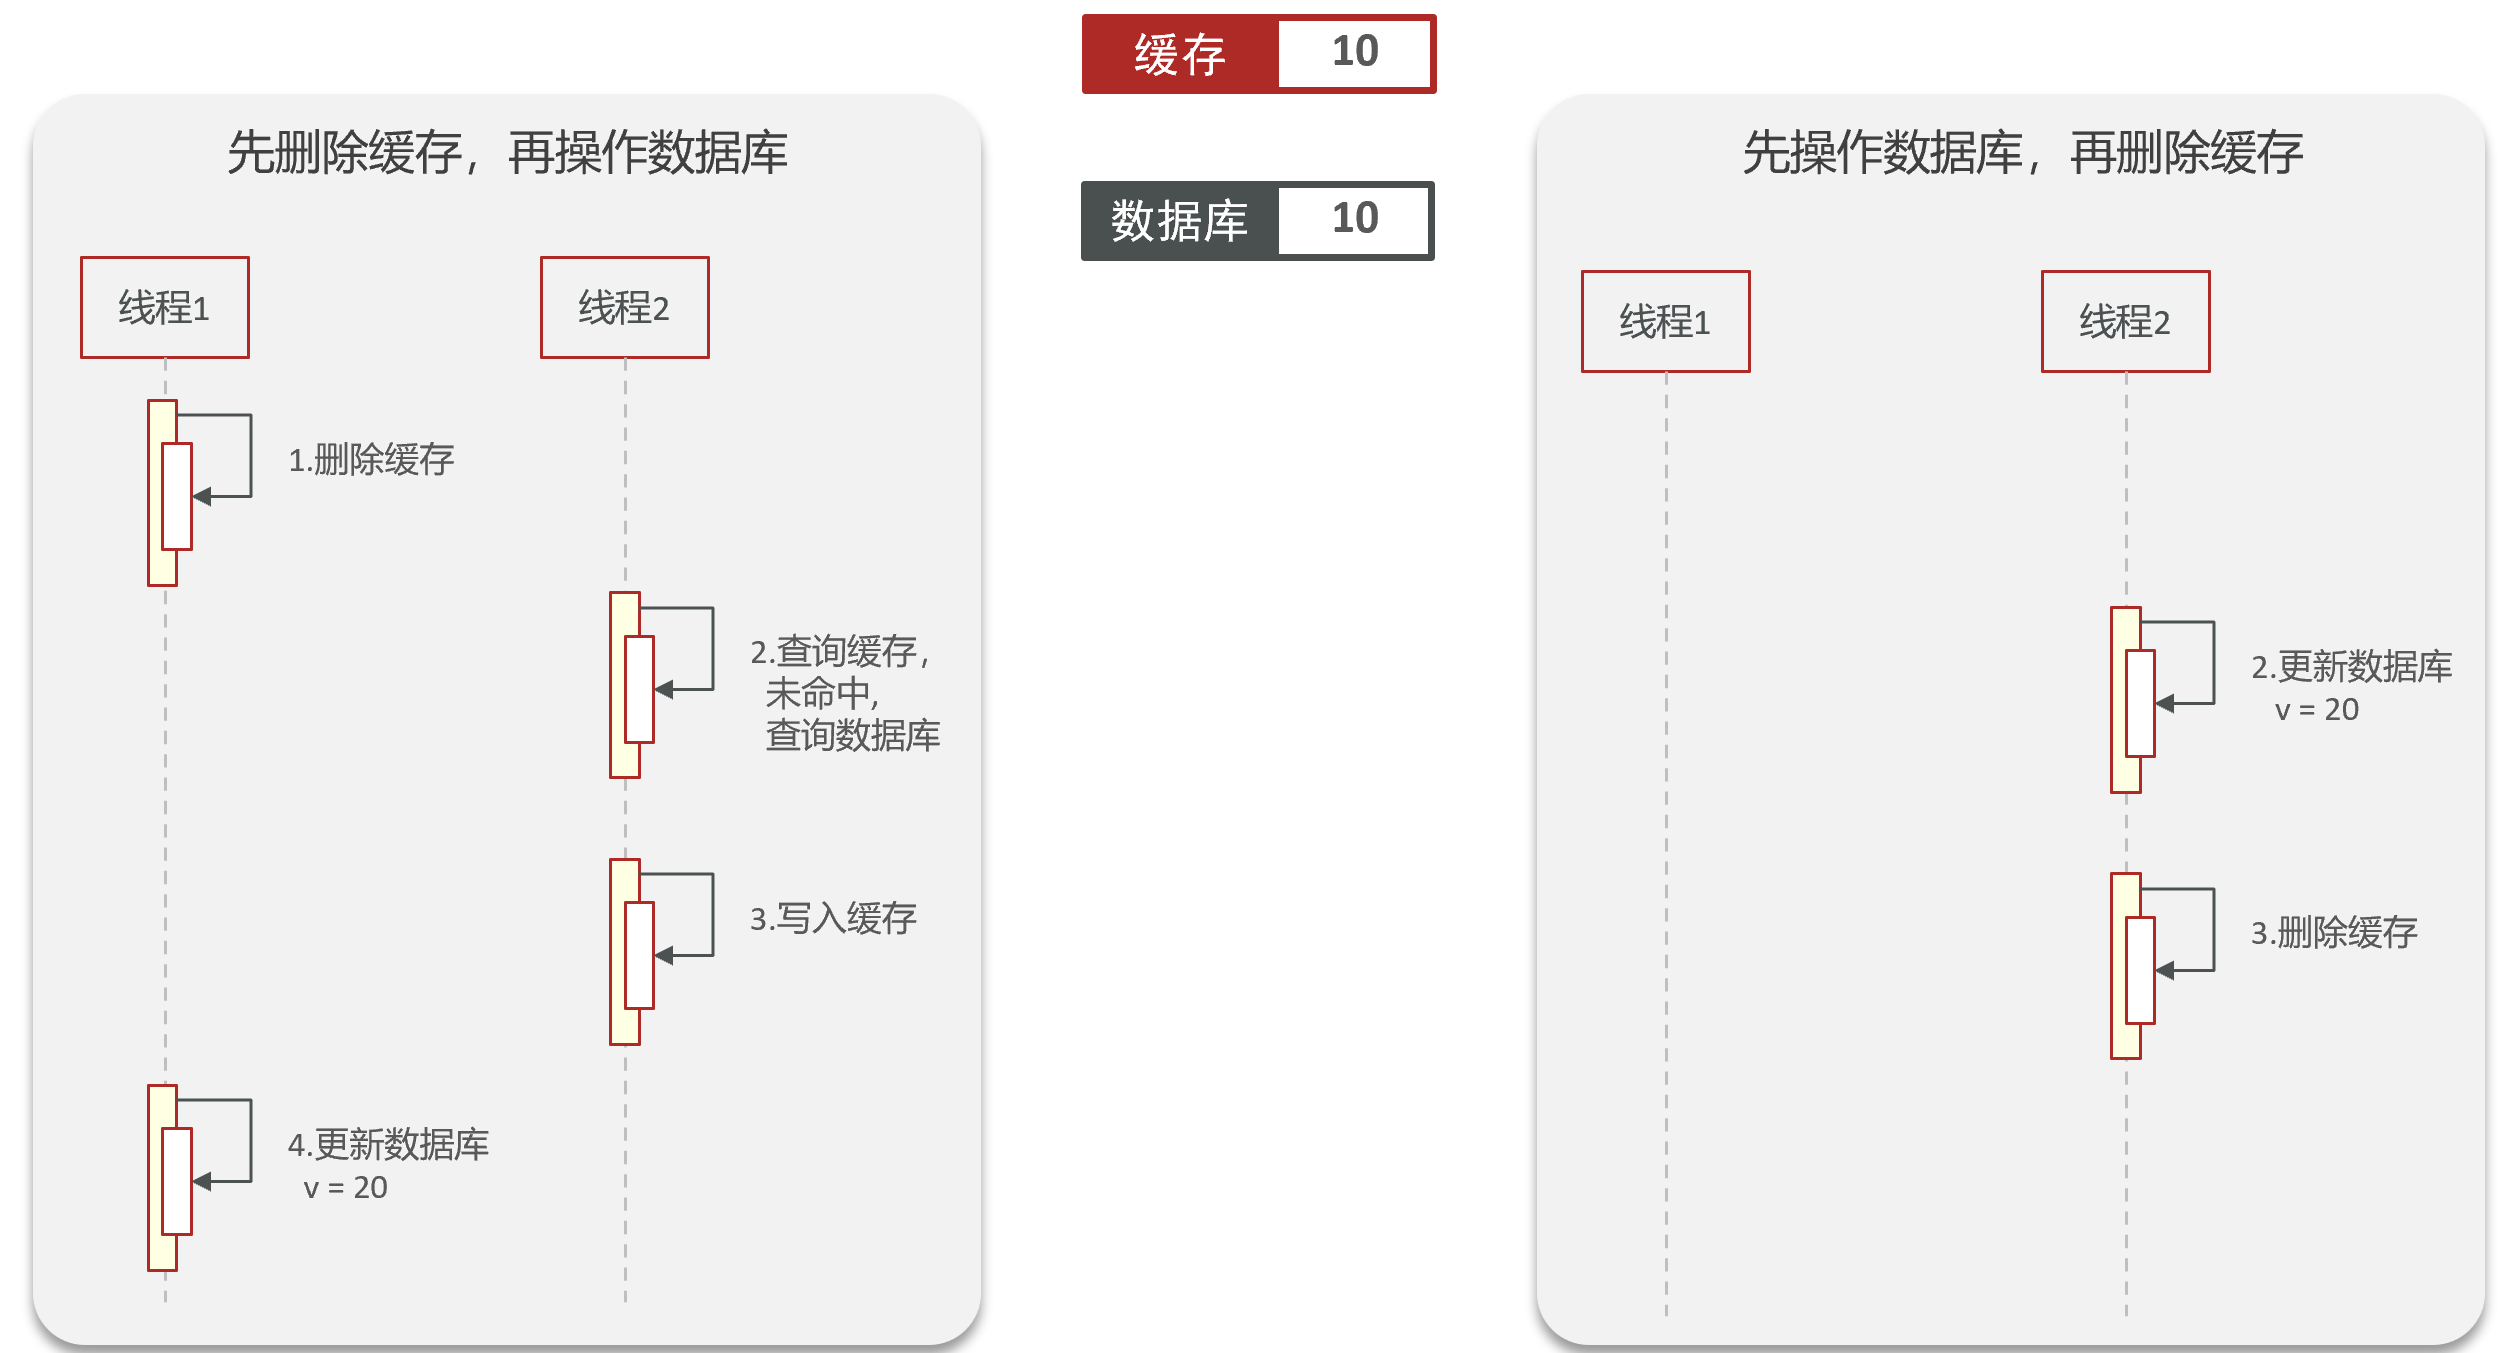 缓存 10
数据库 10
先删除缓存，再操作数据库
线程1
线程2
1.删除缓存
2.查询缓存，
未命中，
查询数据库
3.写入缓存
4.更新数据库
v = 20
先操作数据库，再删除缓存
线程1
线程2
2.更新数据库
v = 20
3.删除缓存